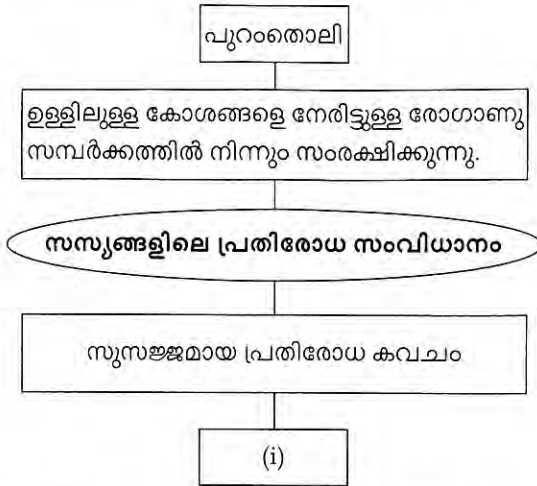 പുറംതൊലി
ഉള്ളിലുള്ള കോശങ്ങളെ നേരിട്ടുള്ള രോഗാണു
സമ്പർക്കത്തിൽ നിന്നും സംരക്ഷിക്കുന്നു.
സസ്യങ്ങളിലെ പ്രതിരോധ സംവിധാനം
സുസജ്ജമായ പ്രതിരോധ കവചം
(i)